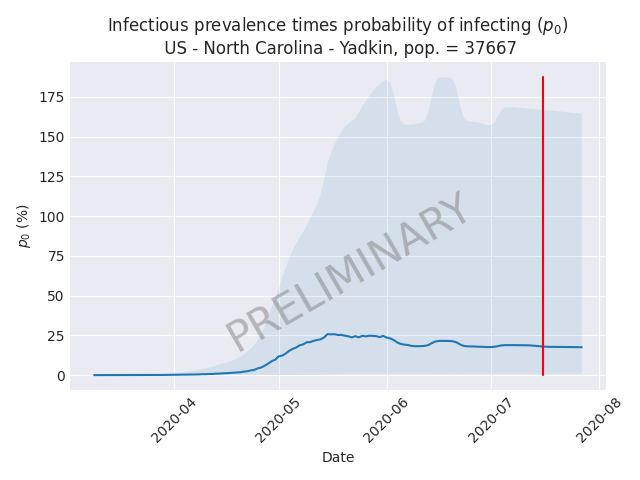 Infectious prevalence times probability of infecting (p₀)
US - North Carolina - Yadkin, pop. = 37667
175
150
125
100
75
50
25
0
p₀ (%)
PRELIMINARY
2020-04
2020-05
2020-06
2020-07
2020-08
Date